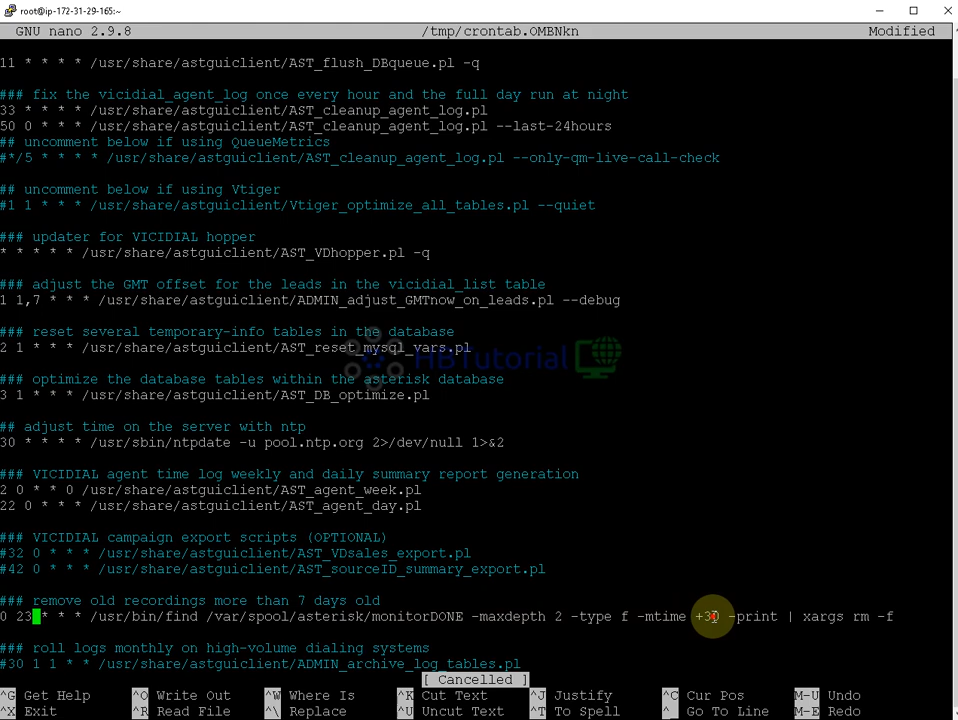 root@ip-172-31-29-165:~
GNU nano 2.9.8 /tmp/crontab.OMBNkn Modified
11 * * * * /usr/share/astguiclient/AST_flush_DBqueue.pl -q
### fix the vicidial_agent_log once every hour and the full day run at night
33 * * * * /usr/share/astguiclient/AST_cleanup_agent_log.pl
50 0 * * * /usr/share/astguiclient/AST_cleanup_agent_log.pl --last-24hours
## uncomment below if using QueueMetrics
#*/5 * * * * /usr/share/astguiclient/AST_cleanup_agent_log.pl --only-qm-live-call-check
## uncomment below if using Vtiger
#1 1 * * * /usr/share/astguiclient/Vtiger_optimize_all_tables.pl --quiet
### updater for VICIDIAL hopper
* * * * * /usr/share/astguiclient/AST_VDhopper.pl -q
### adjust the GMT offset for the leads in the vicidial_list table
1 1,7 * * * /usr/share/astguiclient/ADMIN_adjust_GMTnow_on_leads.pl --debug
### reset several temporary-info tables in the database
2 1 * * * /usr/share/astguiclient/AST_reset_mysql_vars.pl
HBTutorial
### optimize the database tables within the asterisk database
3 1 * * * /usr/share/astguiclient/AST_DB_optimize.pl
## adjust time on the server with ntp
30 * * * * /usr/sbin/ntpdate -u pool.ntp.org 2>/dev/null 1>&2
### VICIDIAL agent time log weekly and daily summary report generation
2 0 * * 0 /usr/share/astguiclient/AST_agent_week.pl
22 0 * * * /usr/share/astguiclient/AST_agent_day.pl
### VICIDIAL campaign export scripts (OPTIONAL)
#32 0 * * * /usr/share/astguiclient/AST_VDsales_export.pl
#42 0 * * * /usr/share/astguiclient/AST_sourceID_summary_export.pl
### remove old recordings more than 7 days old
0 23 * * * /usr/bin/find /var/spool/asterisk/monitorDONE -maxdepth 2 -type f -mtime +30 -print | xargs rm -f
### roll logs monthly on high-volume dialing systems
#30 1 1 * * /usr/share/astguiclient/ADMIN_archive_log_tables.pl
[ Cancelled ]
^G Get Help ^O Write Out ^W Where Is ^K Cut Text ^J Justify ^C Cur Pos M-U Undo
^X Exit ^R Read File ^\ Replace ^U Uncut Text ^T To Spell ^_ Go To Line M-E Redo